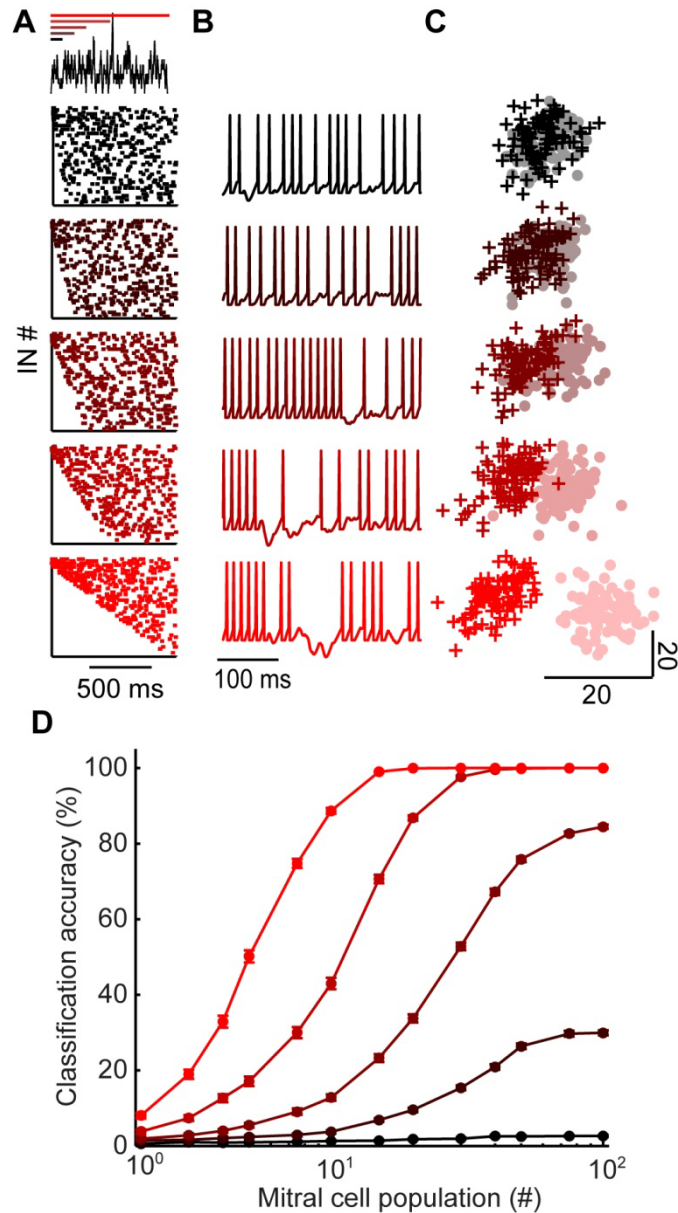 A
B
C
# IN
500 ms
100 ms
20
20
D
Classification accuracy (%)
100
80
60
40
20
0
10⁰
10¹
10²
Mitral cell population (#)